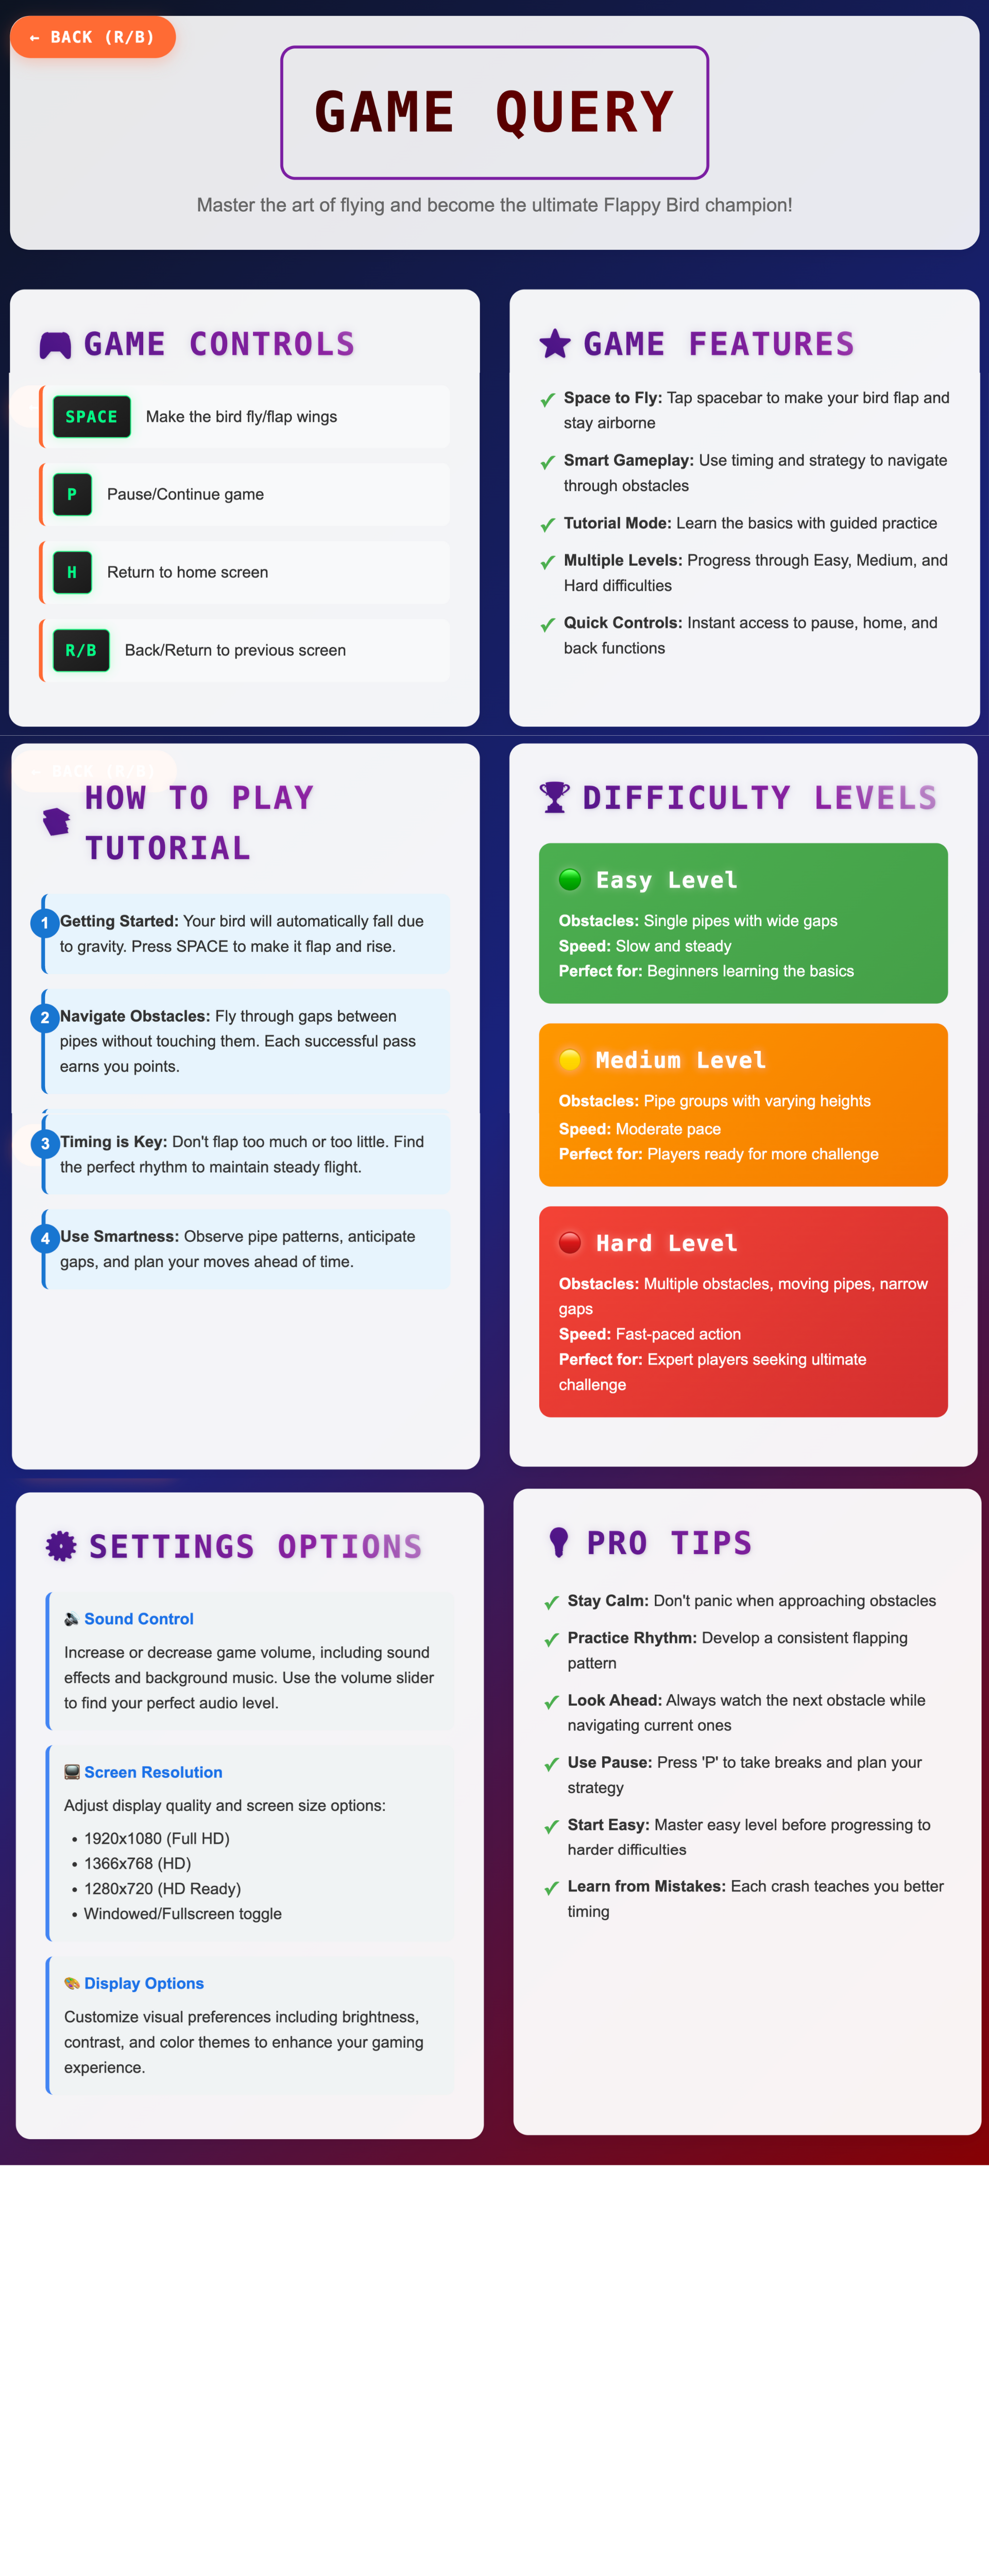 ← BACK (R/B)
GAME QUERY
Master the art of flying and become the ultimate Flappy Bird champion!
GAME CONTROLS
SPACE Make the bird fly/flap wings
P Pause/Continue game
H Return to home screen
R/B Back/Return to previous screen
GAME FEATURES
✓ Space to Fly: Tap spacebar to make your bird flap and
stay airborne
✓ Smart Gameplay: Use timing and strategy to navigate
through obstacles
✓ Tutorial Mode: Learn the basics with guided practice
✓ Multiple Levels: Progress through Easy, Medium, and
Hard difficulties
✓ Quick Controls: Instant access to pause, home, and
back functions
← BACK (R/B)
HOW TO PLAY
TUTORIAL
1 Getting Started: Your bird will automatically fall due
to gravity. Press SPACE to make it flap and rise.
2 Navigate Obstacles: Fly through gaps between
pipes without touching them. Each successful pass
earns you points.
3 Timing is Key: Don't flap too much or too little. Find
the perfect rhythm to maintain steady flight.
4 Use Smartness: Observe pipe patterns, anticipate
gaps, and plan your moves ahead of time.
DIFFICULTY LEVELS
Easy Level
Obstacles: Single pipes with wide gaps
Speed: Slow and steady
Perfect for: Beginners learning the basics
Medium Level
Obstacles: Pipe groups with varying heights
Speed: Moderate pace
Perfect for: Players ready for more challenge
Hard Level
Obstacles: Multiple obstacles, moving pipes, narrow
gaps
Speed: Fast-paced action
Perfect for: Expert players seeking ultimate
challenge
SETTINGS OPTIONS
Sound Control
Increase or decrease game volume, including sound
effects and background music. Use the volume slider
to find your perfect audio level.
Screen Resolution
Adjust display quality and screen size options:
• 1920x1080 (Full HD)
• 1366x768 (HD)
• 1280x720 (HD Ready)
• Windowed/Fullscreen toggle
Display Options
Customize visual preferences including brightness,
contrast, and color themes to enhance your gaming
experience.
PRO TIPS
✓ Stay Calm: Don't panic when approaching obstacles
✓ Practice Rhythm: Develop a consistent flapping
pattern
✓ Look Ahead: Always watch the next obstacle while
navigating current ones
✓ Use Pause: Press 'P' to take breaks and plan your
strategy
✓ Start Easy: Master easy level before progressing to
harder difficulties
✓ Learn from Mistakes: Each crash teaches you better
timing